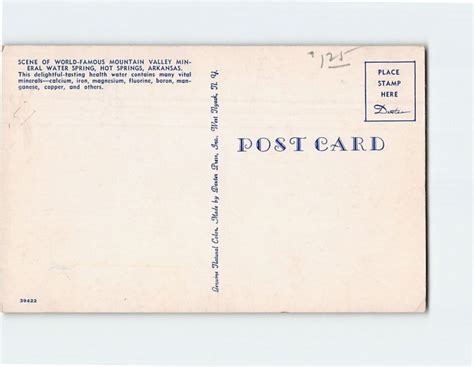 SCENE OF WORLD-FAMOUS MOUNTAIN VALLEY MIN-
ERAL WATER SPRING, HOT SPRINGS, ARKANSAS.
This delightful-tasting health water contains many vital
minerals—calcium, iron, magnesium, fluorine, boron, man-
ganese, copper, and others.
125
PLACE
STAMP
HERE
Dexter
POST CARD
Genuine Natural Color. Made by Dexter Press, Inc. West Nyack, N. Y.
39422